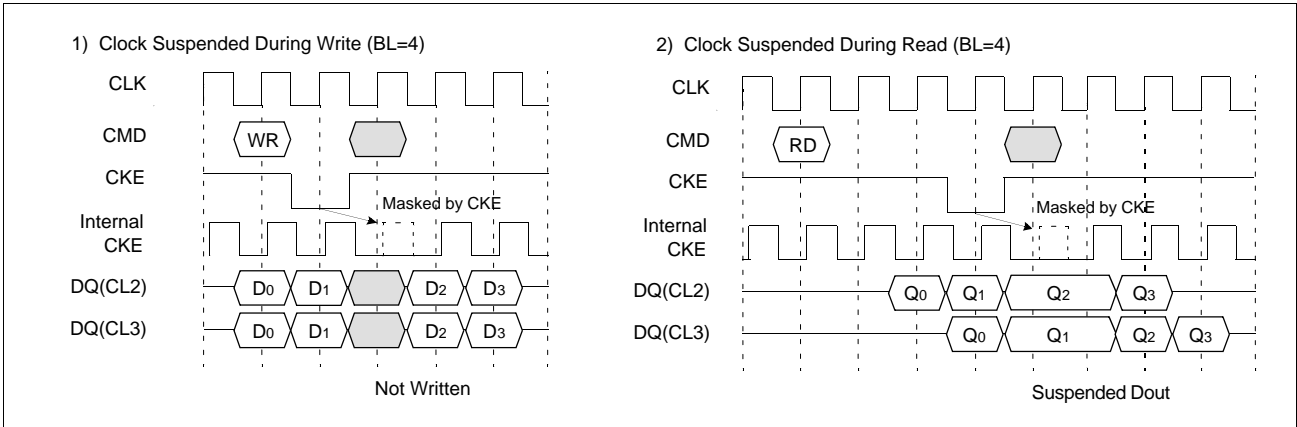 1) Clock Suspended During Write (BL=4)
CLK
CMD
WR
CKE
Masked by CKE
Internal
CKE
DQ(CL2)
D0 D1 D2 D3
DQ(CL3)
D0 D1 D2 D3
Not Written
2) Clock Suspended During Read (BL=4)
CLK
CMD
RD
CKE
Masked by CKE
Internal
CKE
DQ(CL2)
Q0 Q1 Q2 Q3
DQ(CL3)
Q0 Q1 Q2 Q3
Suspended Dout